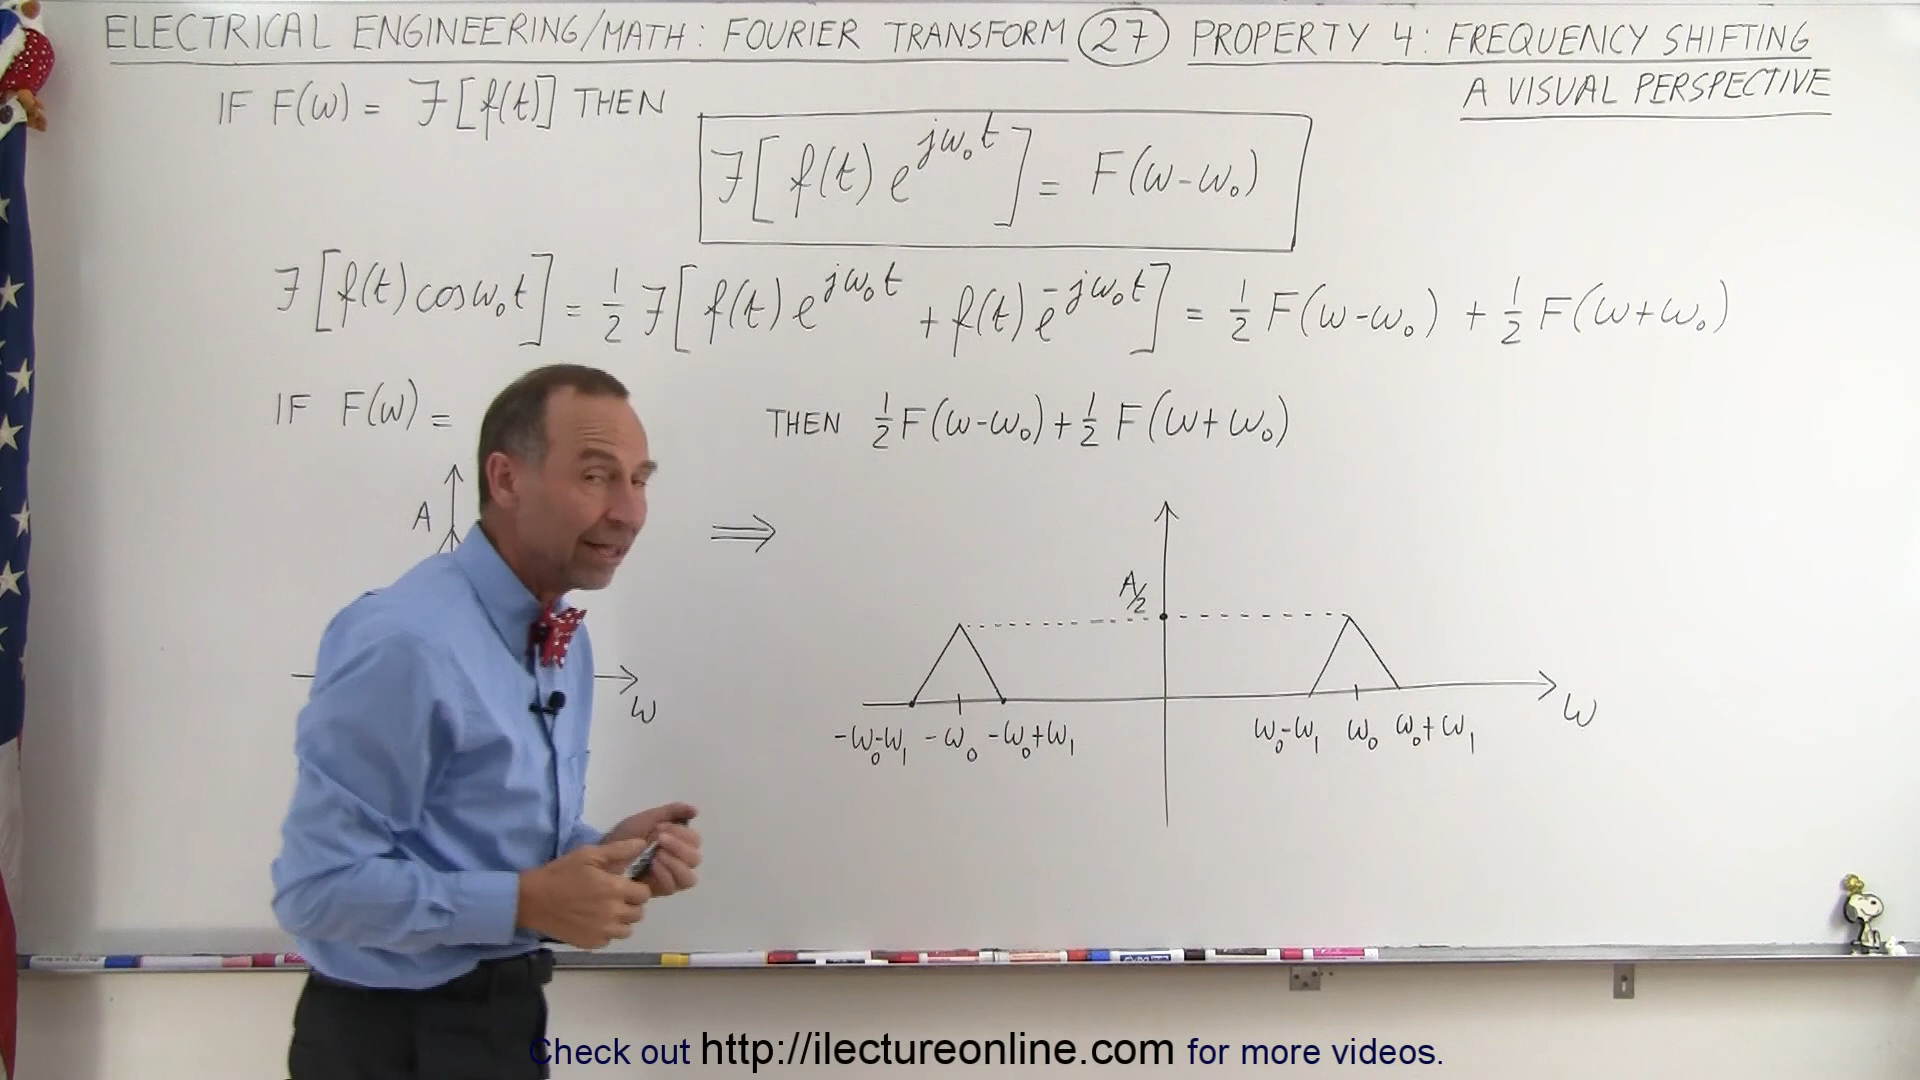 ELECTRICAL ENGINEERING/MATH: FOURIER TRANSFORM 27 PROPERTY 4: FREQUENCY SHIFTING
A VISUAL PERSPECTIVE
IF F(ω) = ℱ[f(t)] THEN
ℱ[f(t) e^{jω₀t}] = F(ω-ω₀)
ℱ[f(t) cosω₀t] = 1/2 ℱ[f(t) e^{jω₀t} + f(t) e^{-jω₀t}] = 1/2 F(ω-ω₀) + 1/2 F(ω+ω₀)
IF F(ω) = THEN 1/2 F(ω-ω₀) + 1/2 F(ω+ω₀)
A ⇒
A/2
ω ω
-ω₀-ω₁ -ω₀ -ω₀+ω₁ ω₀-ω₁ ω₀ ω₀+ω₁
Check out http://ilectureonline.com for more videos.